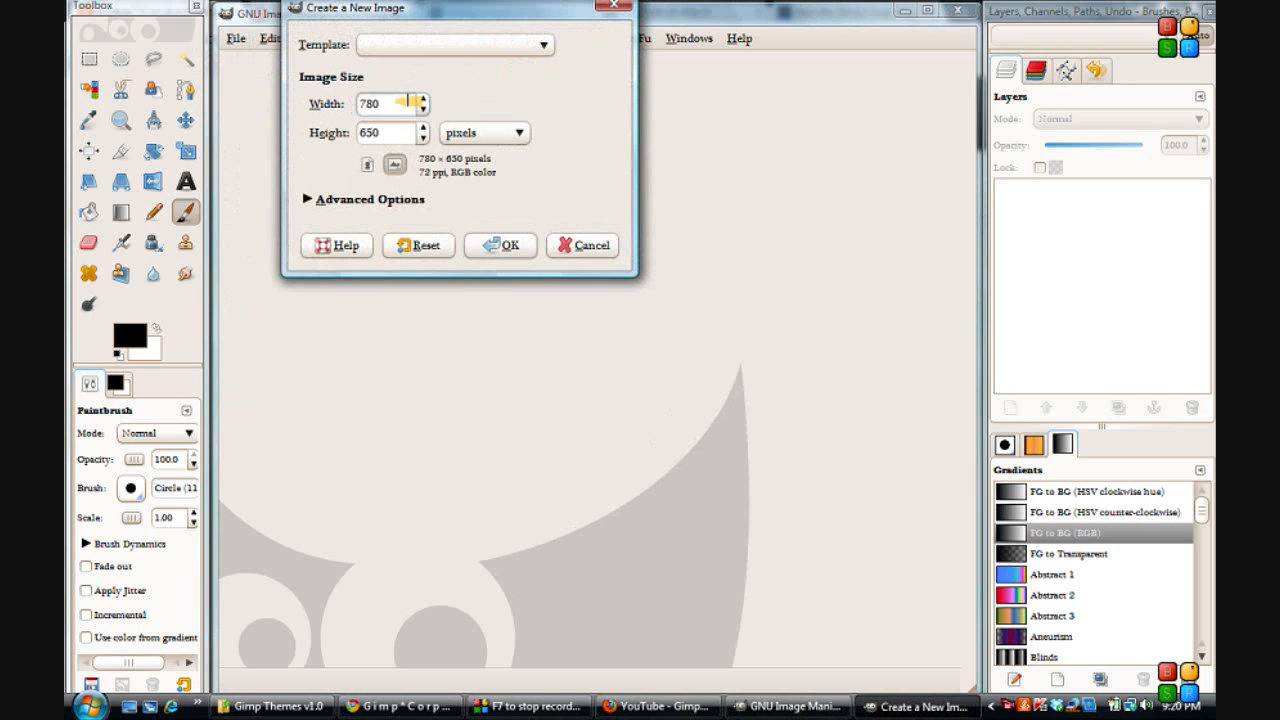 Toolbox
GNU Ima
Create a New Image
Layers, Channels, Paths, Undo - Brushes, P...
B
S
R
Auto
File
Edit
Fu
Windows
Help
Template:
Image Size
Width:
780
Height:
650
pixels
780 × 650 pixels
72 ppi, RGB color
Advanced Options
Help
Reset
OK
Cancel
Layers
Mode:
Normal
Opacity:
100.0
Lock:
Paintbrush
Mode:
Normal
Opacity:
100.0
Brush:
Circle (11
Scale:
1.00
Brush Dynamics
Fade out
Apply Jitter
Incremental
Use color from gradient
Gradients
FG to BG (HSV clockwise hue)
FG to BG (HSV counter-clockwise)
FG to BG (RGB)
FG to Transparent
Abstract 1
Abstract 2
Abstract 3
Aneurism
Blinds
B
S
R
Gimp Themes v1.0
G i m p * C o r p ...
F7 to stop record...
YouTube - Gimp...
GNU Image Mani...
Create a New Im...
9:20 PM